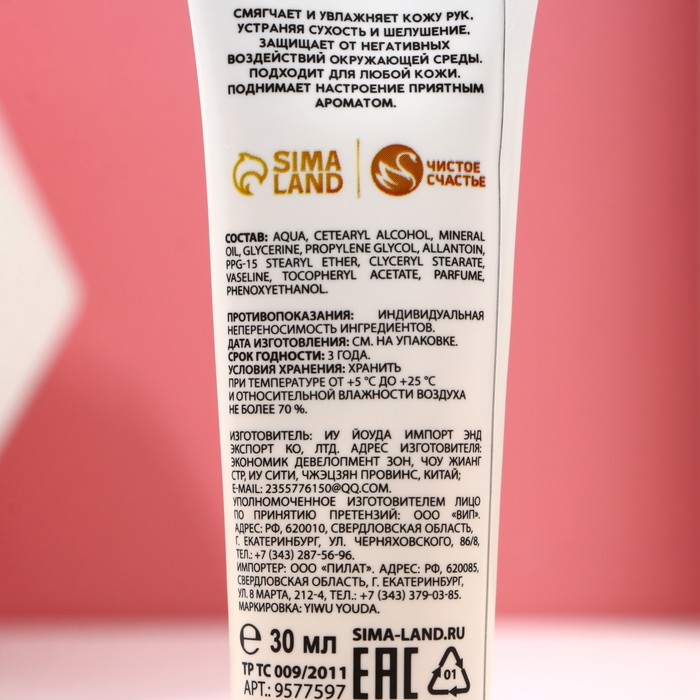 СМЯГЧАЕТ И УВЛАЖНЯЕТ КОЖУ РУК,
УСТРАНЯЯ СУХОСТЬ И ШЕЛУШЕНИЕ.
ЗАЩИЩАЕТ ОТ НЕГАТИВНЫХ
ВОЗДЕЙСТВИЙ ОКРУЖАЮЩЕЙ СРЕДЫ.
ПОДХОДИТ ДЛЯ ЛЮБОЙ КОЖИ.
ПОДНИМАЕТ НАСТРОЕНИЕ ПРИЯТНЫМ
АРОМАТОМ.
SIMA
LAND
ЧИСТОЕ
СЧАСТЬЕ
СОСТАВ: AQUA, CETEARYL ALCOHOL, MINERAL
OIL, GLYCERINE, PROPYLENE GLYCOL, ALLANTOIN,
PPG-15 STEARYL ETHER, CLYCERYL STEARATE,
VASELINE, TOCOPHERYL ACETATE, PARFUME,
PHENOXYETHANOL.
ПРОТИВОПОКАЗАНИЯ: ИНДИВИДУАЛЬНАЯ
НЕПЕРЕНОСИМОСТЬ ИНГРЕДИЕНТОВ.
ДАТА ИЗГОТОВЛЕНИЯ: СМ. НА УПАКОВКЕ.
СРОК ГОДНОСТИ: 3 ГОДА.
УСЛОВИЯ ХРАНЕНИЯ: ХРАНИТЬ
ПРИ ТЕМПЕРАТУРЕ ОТ +5 °С ДО +25 °С
И ОТНОСИТЕЛЬНОЙ ВЛАЖНОСТИ ВОЗДУХА
НЕ БОЛЕЕ 70 %.
ИЗГОТОВИТЕЛЬ: ИУ ЙОУДА ИМПОРТ ЭНД
ЭКСПОРТ КО, ЛТД. АДРЕС ИЗГОТОВИТЕЛЯ:
ЭКОНОМИК ДЕВЕЛОПМЕНТ ЗОН, ЧОУ ЖИАНГ
СТР, ИУ СИТИ, ЧЖЭЦЗЯН ПРОВИНС, КИТАЙ;
E-MAIL: 2355776150@QQ.COM.
УПОЛНОМОЧЕННОЕ ИЗГОТОВИТЕЛЕМ ЛИЦО
ПО ПРИНЯТИЮ ПРЕТЕНЗИЙ: ООО «ВИП».
АДРЕС: РФ, 620010, СВЕРДЛОВСКАЯ ОБЛАСТЬ,
Г. ЕКАТЕРИНБУРГ, УЛ. ЧЕРНЯХОВСКОГО, 86/8,
ТЕЛ.: +7 (343) 287-56-96.
ИМПОРТЕР: ООО «ПИЛАТ». АДРЕС: РФ, 620085,
СВЕРДЛОВСКАЯ ОБЛАСТЬ, Г. ЕКАТЕРИНБУРГ,
УЛ. 8 МАРТА, 212-4, ТЕЛ.: +7 (343) 379-03-85.
МАРКИРОВКА: YIWU YOUDA.
℮ 30 МЛ
SIMA-LAND.RU
ТР ТС 009/2011
АРТ.: 9577597
EAC
01